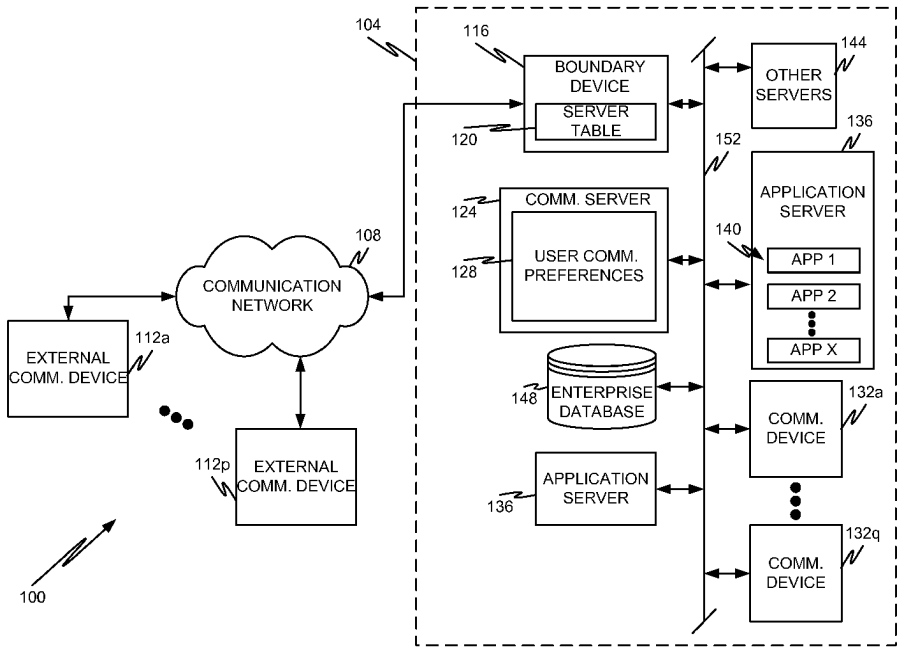 104
116
BOUNDARY
DEVICE
SERVER
TABLE
120
144
OTHER
SERVERS
136
152
APPLICATION
SERVER
140
APP 1
APP 2
APP X
COMM. SERVER
124
128
USER COMM.
PREFERENCES
108
COMMUNICATION
NETWORK
112a
EXTERNAL
COMM. DEVICE
112p
EXTERNAL
COMM. DEVICE
148
ENTERPRISE
DATABASE
132a
COMM.
DEVICE
APPLICATION
SERVER
136
132q
COMM.
DEVICE
100